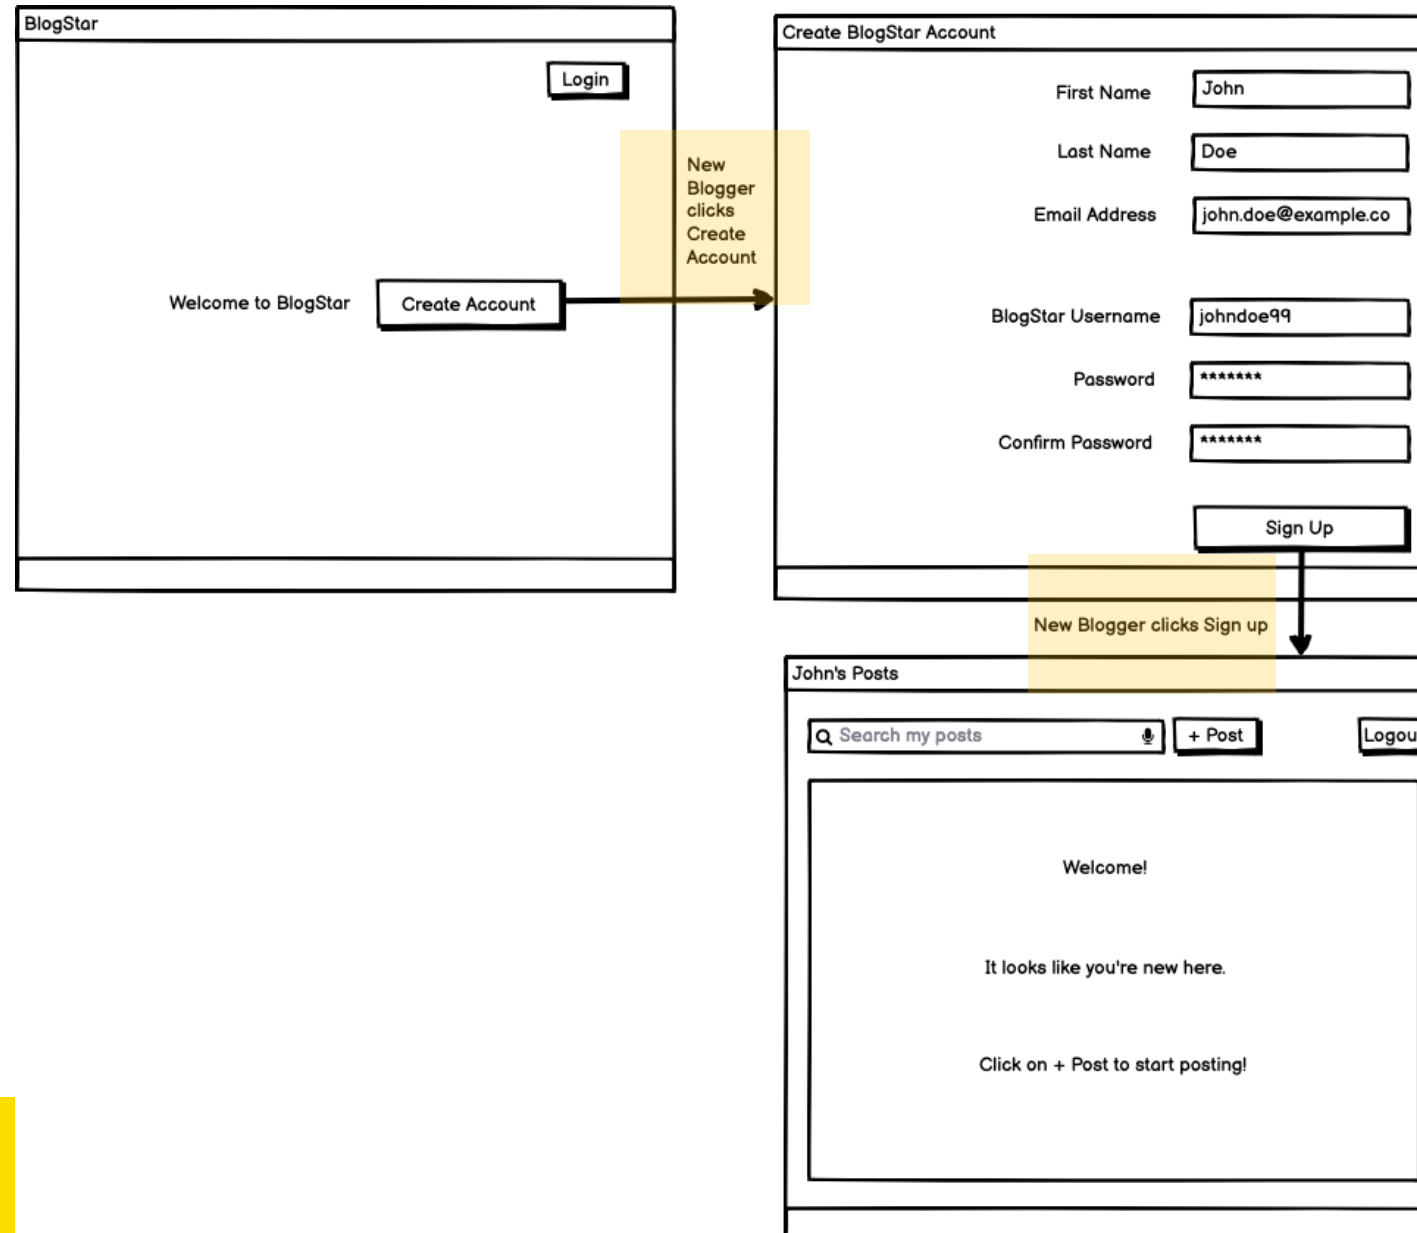 BlogStar
Login
Welcome to BlogStar
Create Account
New
Blogger
clicks
Create
Account
Create BlogStar Account
First Name
John
Last Name
Doe
Email Address
john.doe@example.co
BlogStar Username
johndoe99
Password
*******
Confirm Password
*******
Sign Up
New Blogger clicks Sign up
John's Posts
Search my posts
+ Post
Logou
Welcome!
It looks like you're new here.
Click on + Post to start posting!